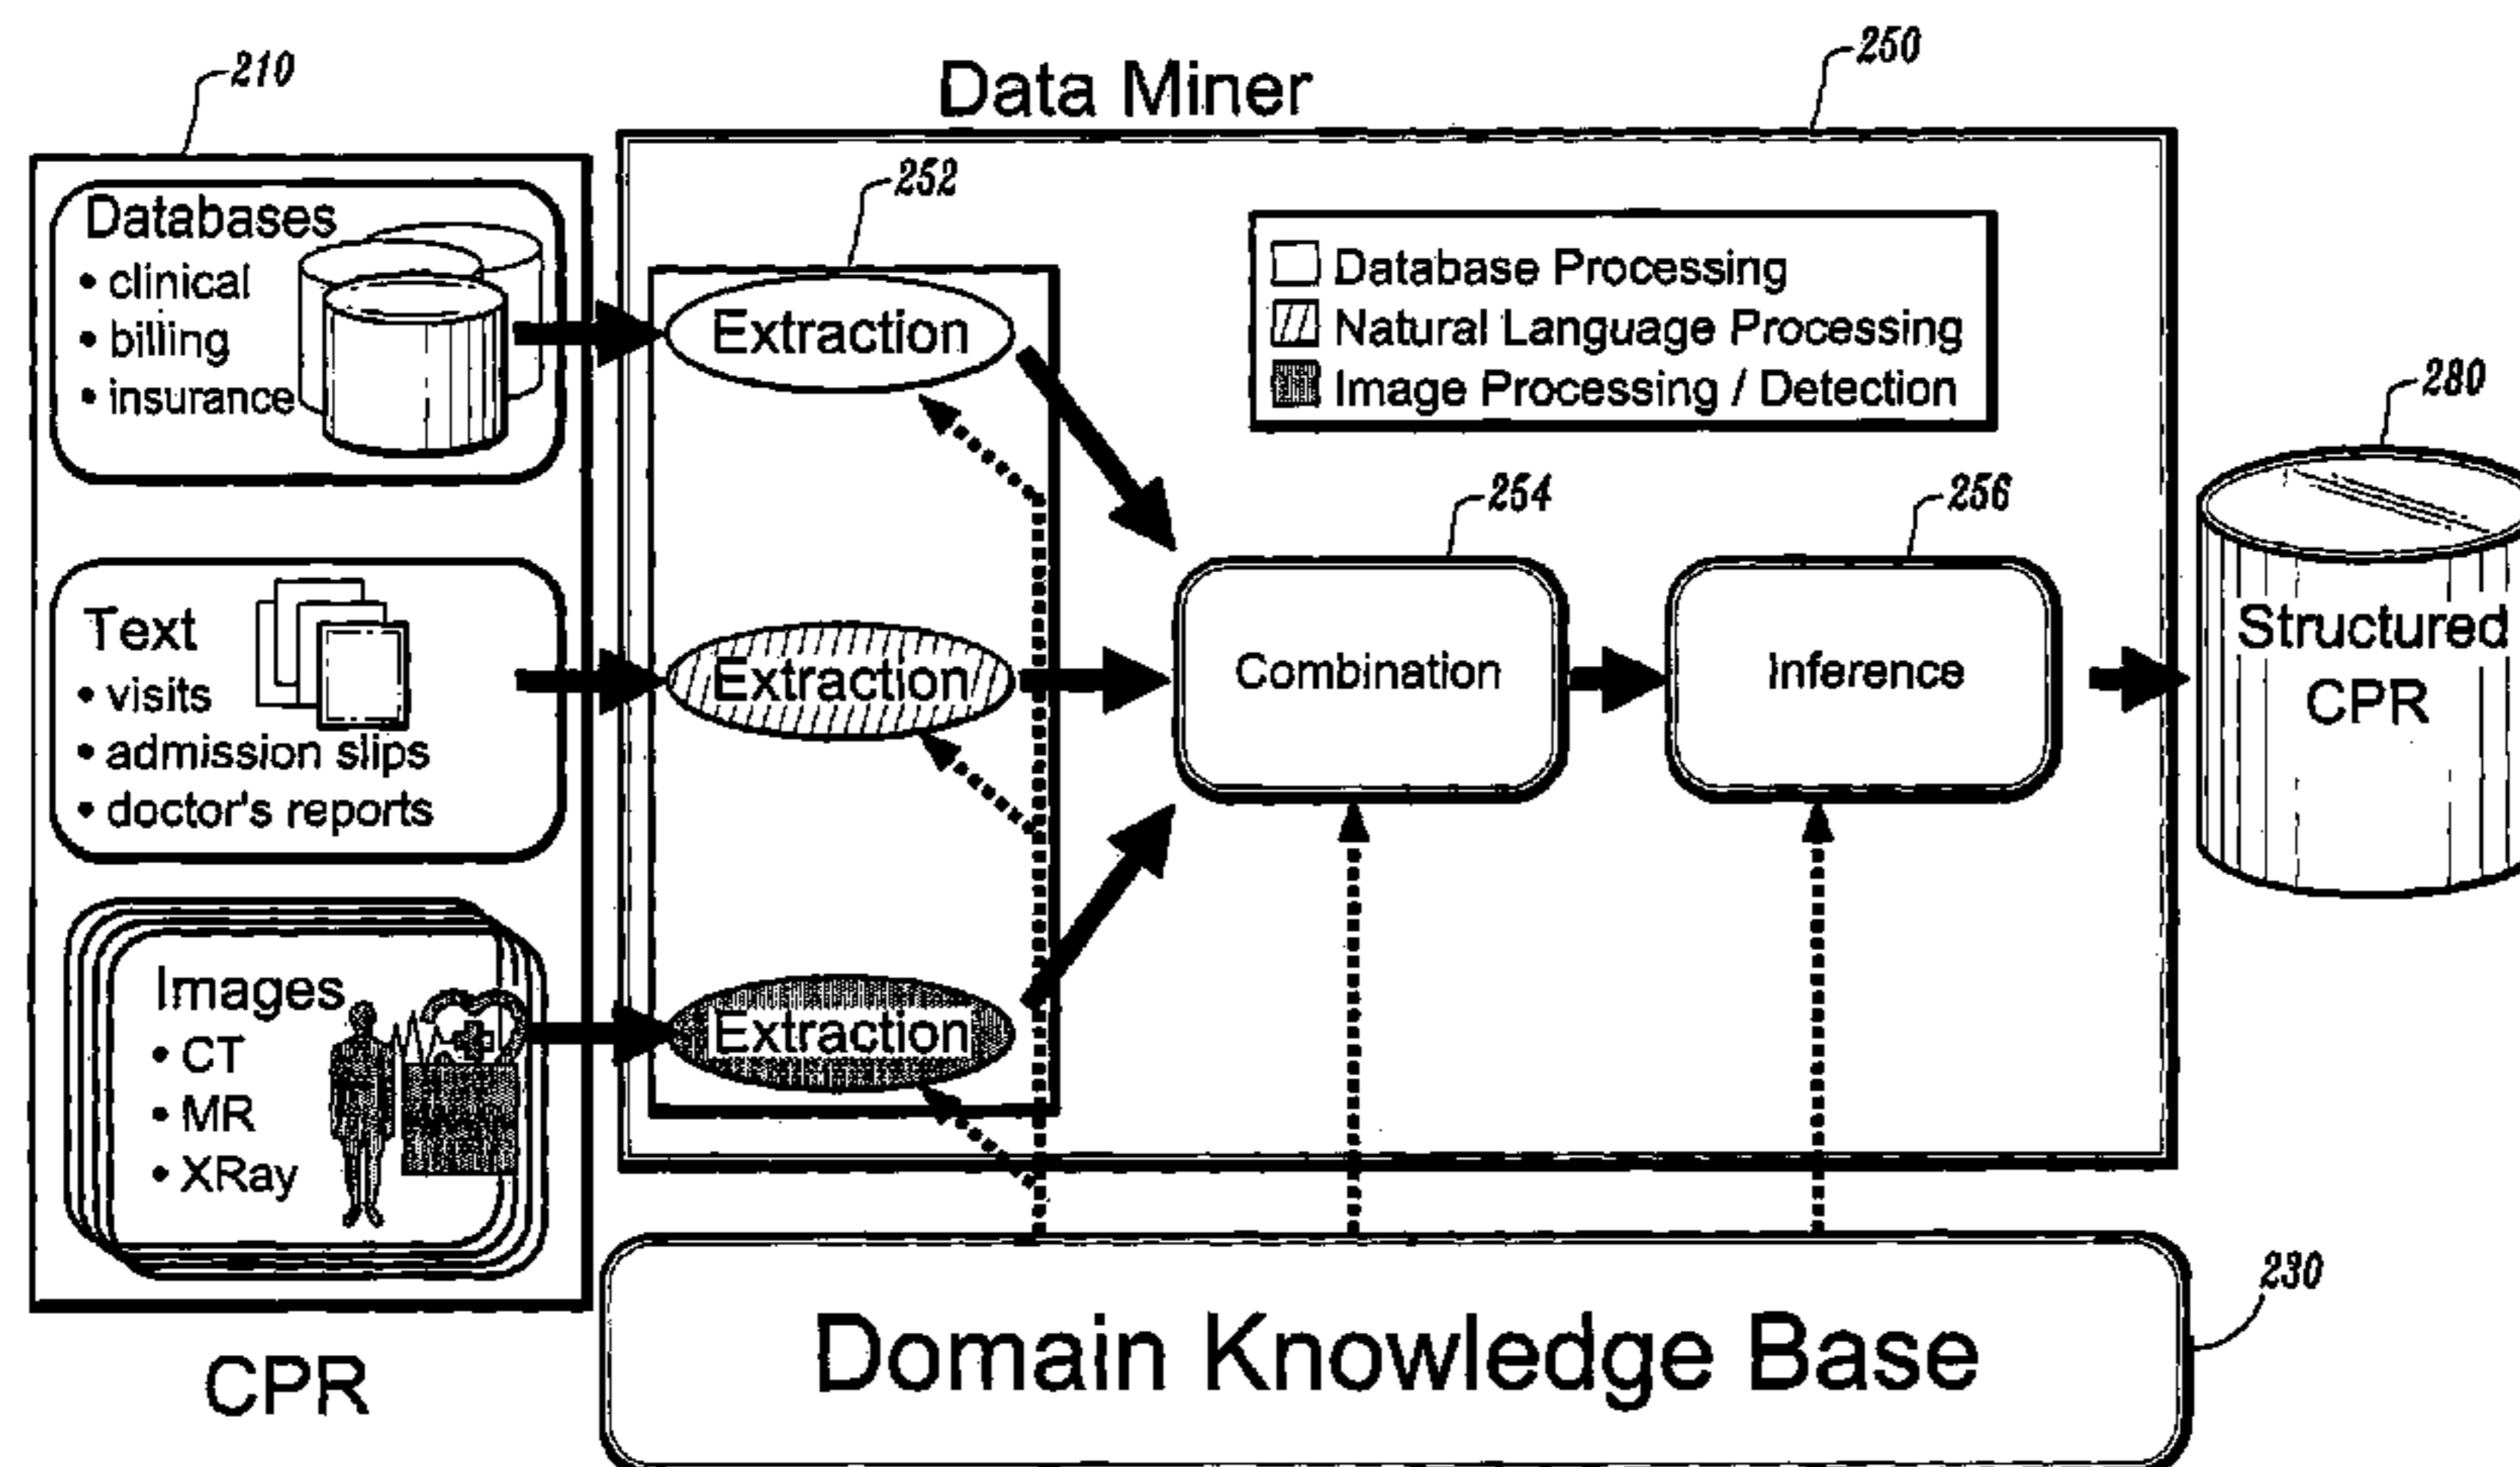 210
Data Miner
250
Databases
• clinical
• billing
• insurance
252
Extraction
Database Processing
Natural Language Processing
Image Processing / Detection
280
Text
• visits
• admission slips
• doctor's reports
Extraction
254
Combination
256
Inference
Structured
CPR
Images
• CT
• MR
• XRay
Extraction
CPR
Domain Knowledge Base
230